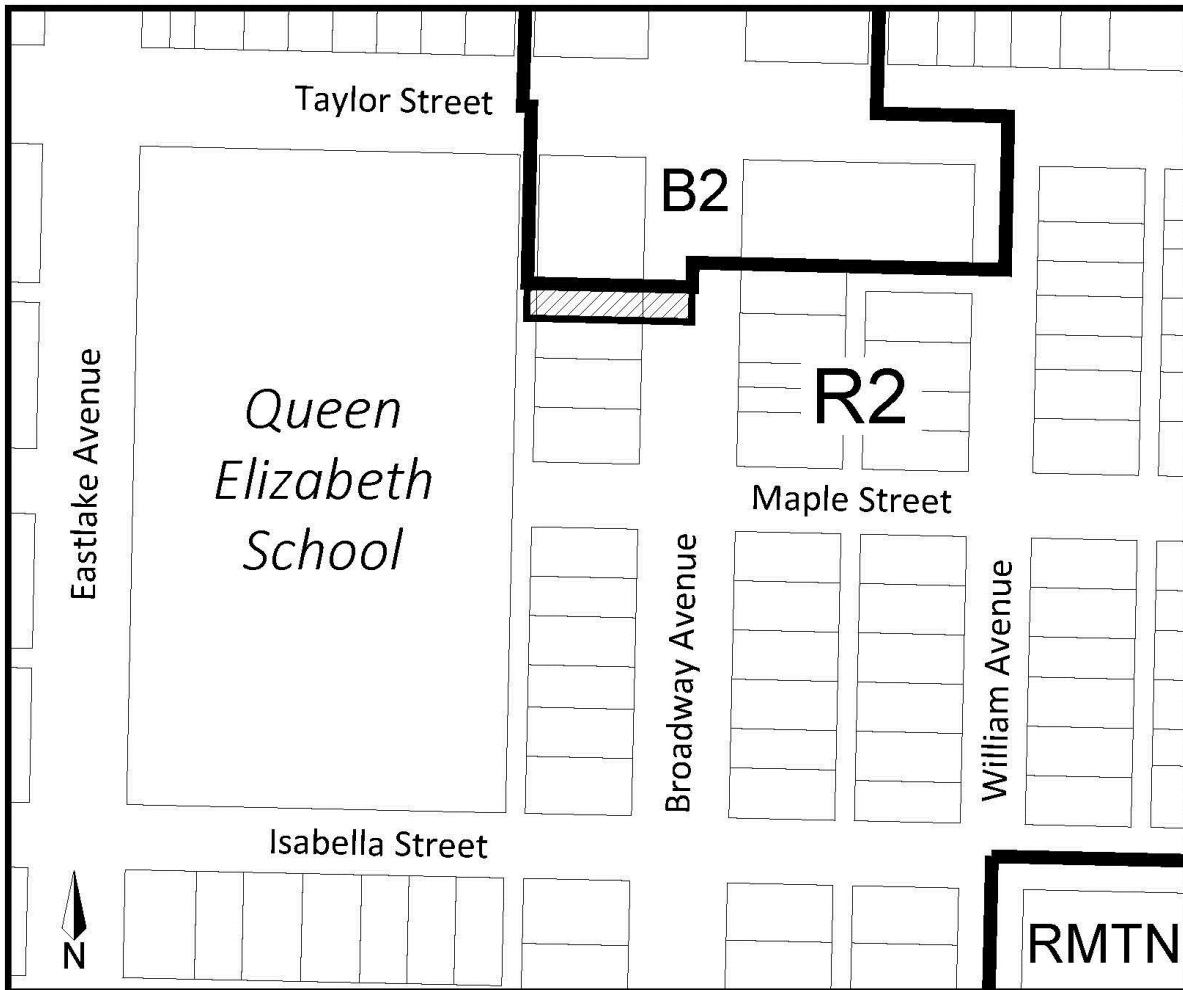 Taylor Street
B2
Eastlake Avenue
Queen
Elizabeth
School
R2
Maple Street
Broadway Avenue
William Avenue
Isabella Street
N
RMTN